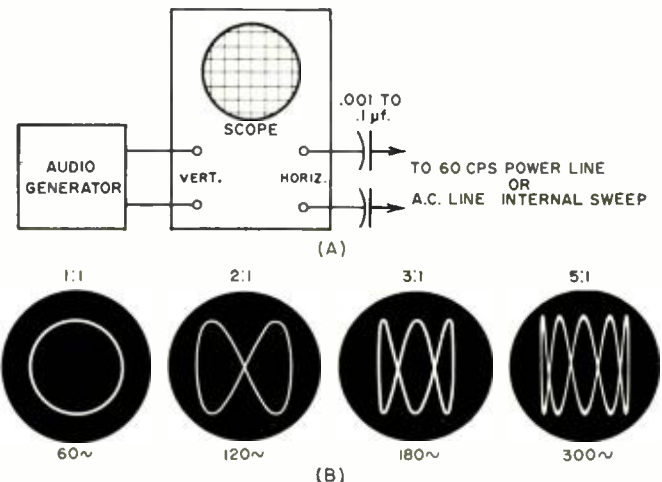 .001 TO
.1 µf.
SCOPE
AUDIO
GENERATOR
VERT.
HORIZ.
TO 60 CPS POWER LINE
OR
A.C. LINE INTERNAL SWEEP
(A)
1:1 2:1 3:1 5:1
60~ 120~ 180~ 300~
(B)